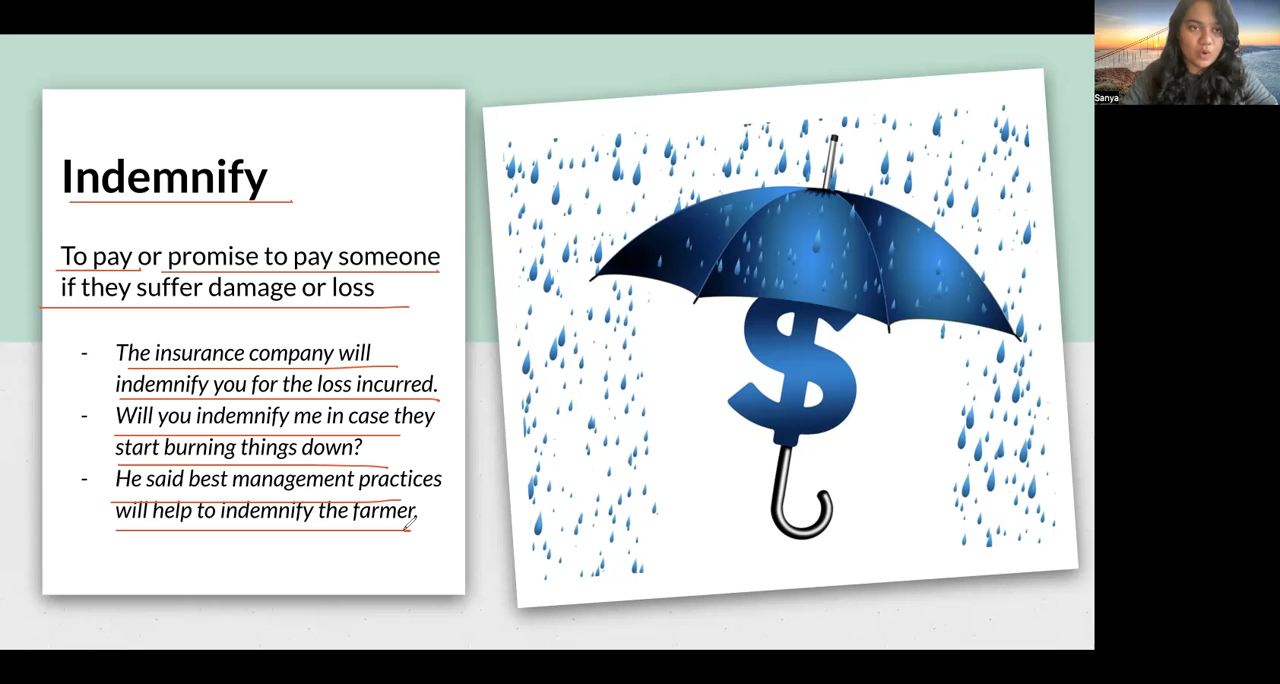 Indemnify
To pay or promise to pay someone
if they suffer damage or loss
- The insurance company will
indemnify you for the loss incurred.
- Will you indemnify me in case they
start burning things down?
- He said best management practices
will help to indemnify the farmer.
$
Sanya